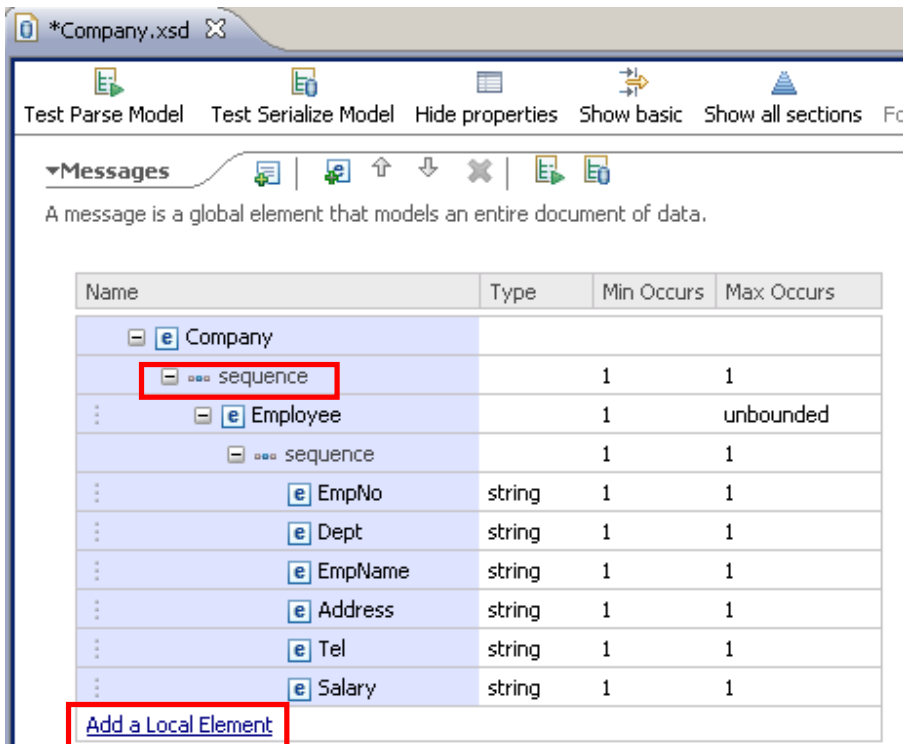 *Company.xsd
Test Parse Model Test Serialize Model Hide properties Show basic Show all sections Fo
Messages
A message is a global element that models an entire document of data.
Name Type Min Occurs Max Occurs
e Company
sequence 1 1
e Employee 1 unbounded
sequence 1 1
e EmpNo string 1 1
e Dept string 1 1
e EmpName string 1 1
e Address string 1 1
e Tel string 1 1
e Salary string 1 1
Add a Local Element